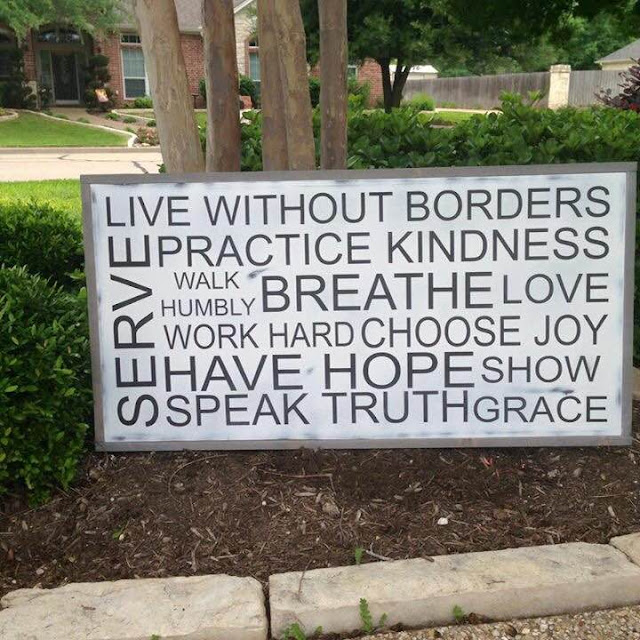 LIVE WITHOUT BORDERS
SERVE
PRACTICE KINDNESS
WALK HUMBLY
BREATHE LOVE
WORK HARD CHOOSE JOY
HAVE HOPE
SPEAK TRUTH
SHOW GRACE